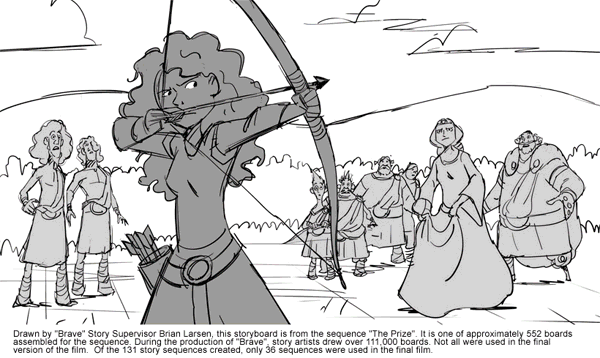 Drawn by "Brave" Story Supervisor Brian Larsen, this storyboard is from the sequence "The Prize". It is one of approximately 552 boards
assembled for the sequence. During the production of "Brave", story artists drew over 111,000 boards. Not all were used in the final
version of the film.  Of the 131 story sequences created, only 36 sequences were used in the final film.